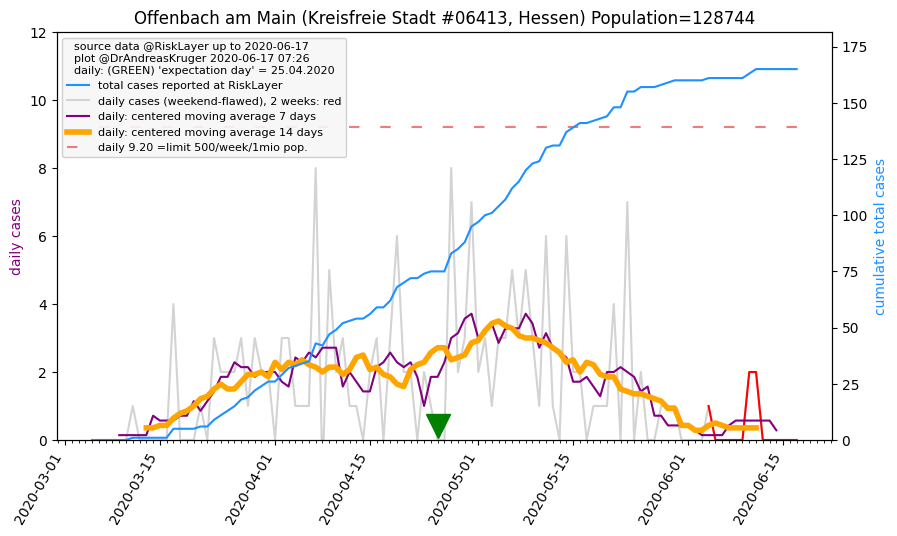 Offenbach am Main (Kreisfreie Stadt #06413, Hessen) Population=128744
source data @RiskLayer up to 2020-06-17
plot @DrAndreasKruger 2020-06-17 07:26
daily: (GREEN) 'expectation day' = 25.04.2020
total cases reported at RiskLayer
daily cases (weekend-flawed), 2 weeks: red
daily: centered moving average 7 days
daily: centered moving average 14 days
daily 9.20 =limit 500/week/1mio pop.
daily cases
12
10
8
6
4
2
0
cumulative total cases
175
150
125
100
75
50
25
0
2020-03-01
2020-03-15
2020-04-01
2020-04-15
2020-05-01
2020-05-15
2020-06-01
2020-06-15